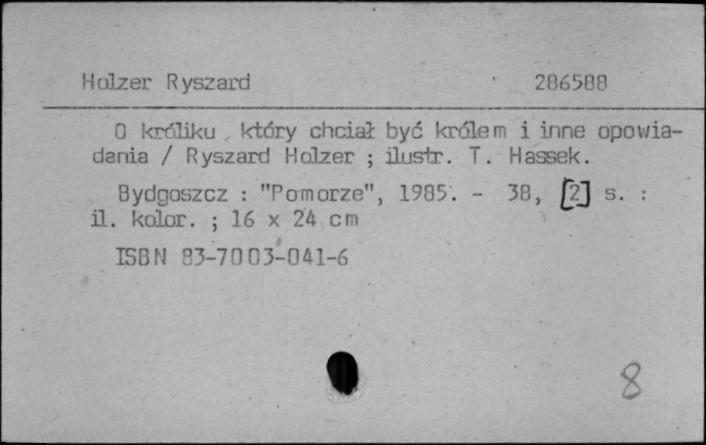 Holzer Ryszard 286588
O króliku, który chciał być królem i inne opowia-
dania / Ryszard Holzer ; ilustr. T. Hassek.
Bydgoszcz : "Pomorze", 1985. - 38, [2] s. :
il. kolor. ; 16 x 24 cm
ISBN 83-7003-041-6
8